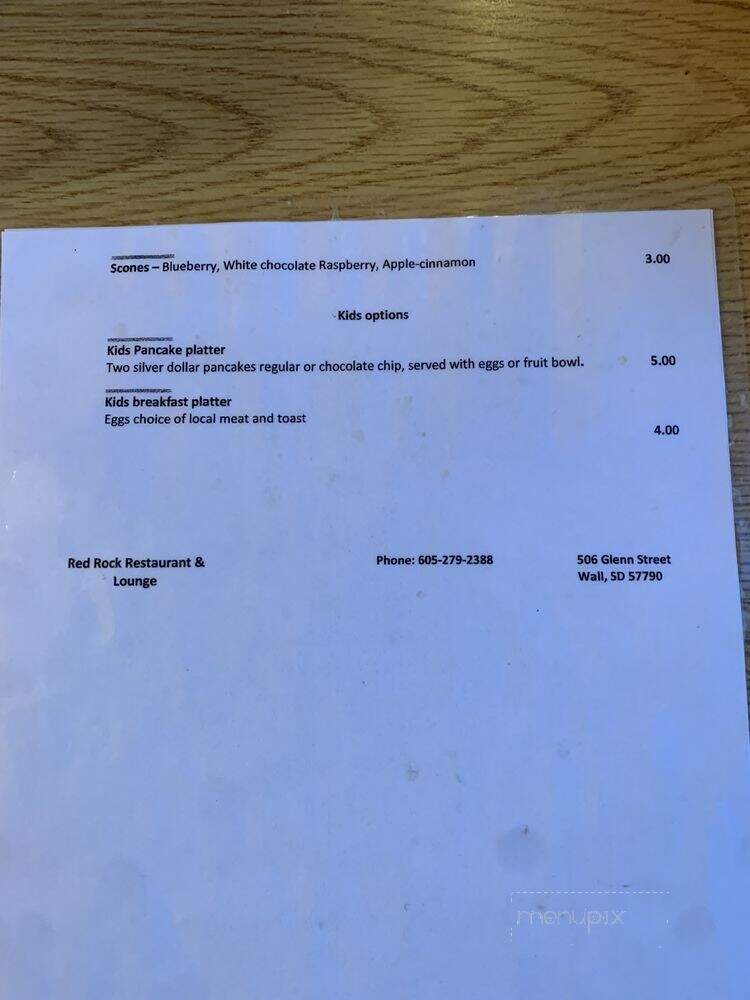 Scones – Blueberry, White chocolate Raspberry, Apple-cinnamon 3.00
Kids options
Kids Pancake platter
Two silver dollar pancakes regular or chocolate chip, served with eggs or fruit bowl. 5.00
Kids breakfast platter
Eggs choice of local meat and toast
4.00
Red Rock Restaurant & Phone: 605-279-2388 506 Glenn Street
Lounge Wall, SD 57790
menupix